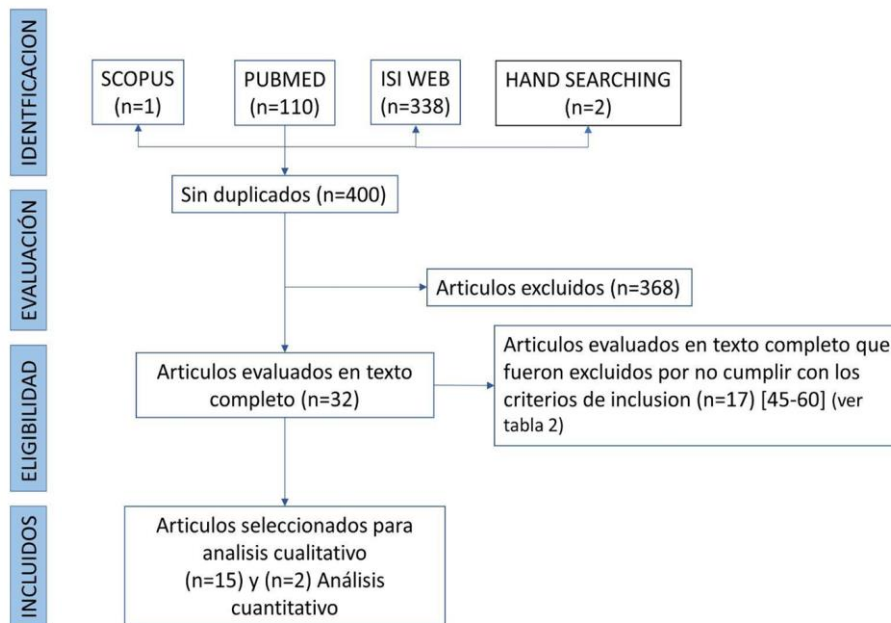 IDENTFICACION
SCOPUS
(n=1)
PUBMED
(n=110)
ISI WEB
(n=338)
HAND SEARCHING
(n=2)
Sin duplicados (n=400)
EVALUACIÓN
Articulos excluidos (n=368)
ELIGIBILIDAD
Articulos evaluados en texto
completo (n=32)
Articulos evaluados en texto completo que
fueron excluidos por no cumplir con los
criterios de inclusion (n=17) [45-60] (ver
tabla 2)
INCLUIDOS
Articulos seleccionados para
analisis cualitativo
(n=15) y (n=2) Análisis
cuantitativo